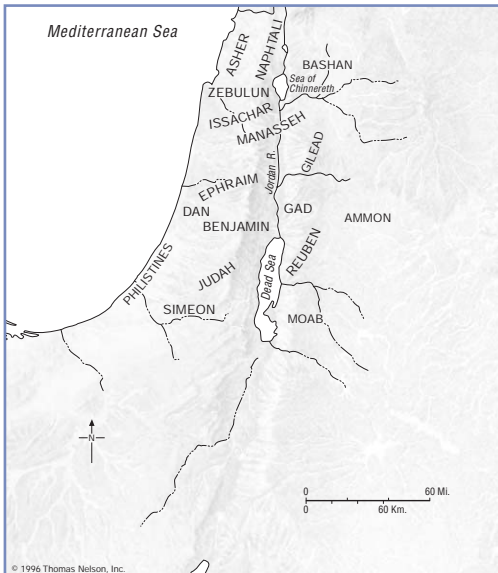 Mediterranean Sea
ASHER
NAPHTALI
BASHAN
Sea of
Chinnereth
ZEBULUN
ISSACHAR
MANASSEH
GILEAD
Jordan R.
EPHRAIM
DAN
GAD
AMMON
BENJAMIN
PHILISTINES
JUDAH
Dead Sea
REUBEN
SIMEON
MOAB
N
0 60 Mi.
0 60 Km.
© 1996 Thomas Nelson, Inc.